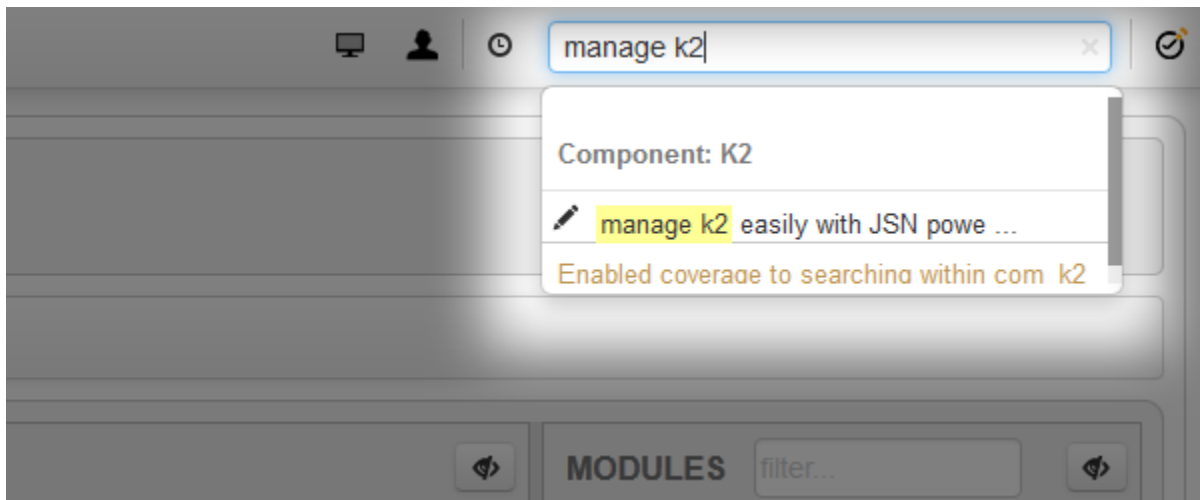 manage k2
Component: K2
manage k2 easily with JSN powe ...
Enabled coverage to searching within com_k2
MODULES filter...